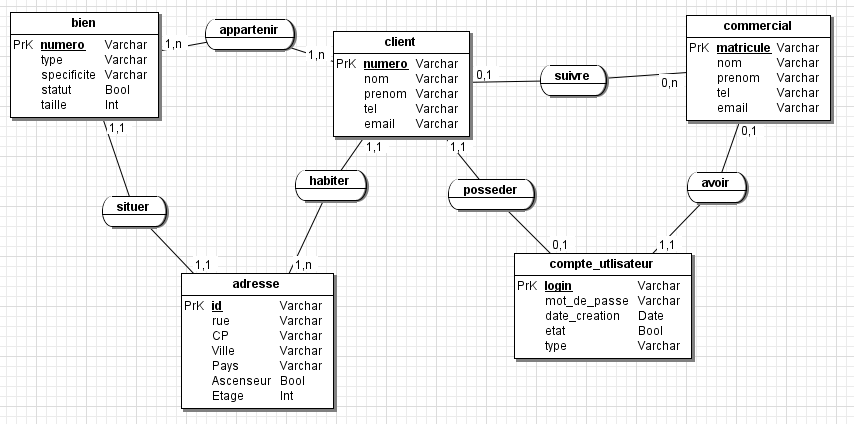 bien
PrK numero Varchar
type Varchar
specificite Varchar
statut Bool
taille Int
1,n
appartenir
1,n
client
PrK numero Varchar
nom Varchar
prenom Varchar
tel Varchar
email Varchar
0,1
suivre
0,n
commercial
PrK matricule Varchar
nom Varchar
prenom Varchar
tel Varchar
email Varchar
1,1
situer
1,1
1,1
habiter
1,n
1,1
posseder
0,1
0,1
avoir
1,1
adresse
PrK id Varchar
rue Varchar
CP Varchar
Ville Varchar
Pays Varchar
Ascenseur Bool
Etage Int
compte_utlisateur
PrK login Varchar
mot_de_passe Varchar
date_creation Date
etat Bool
type Varchar